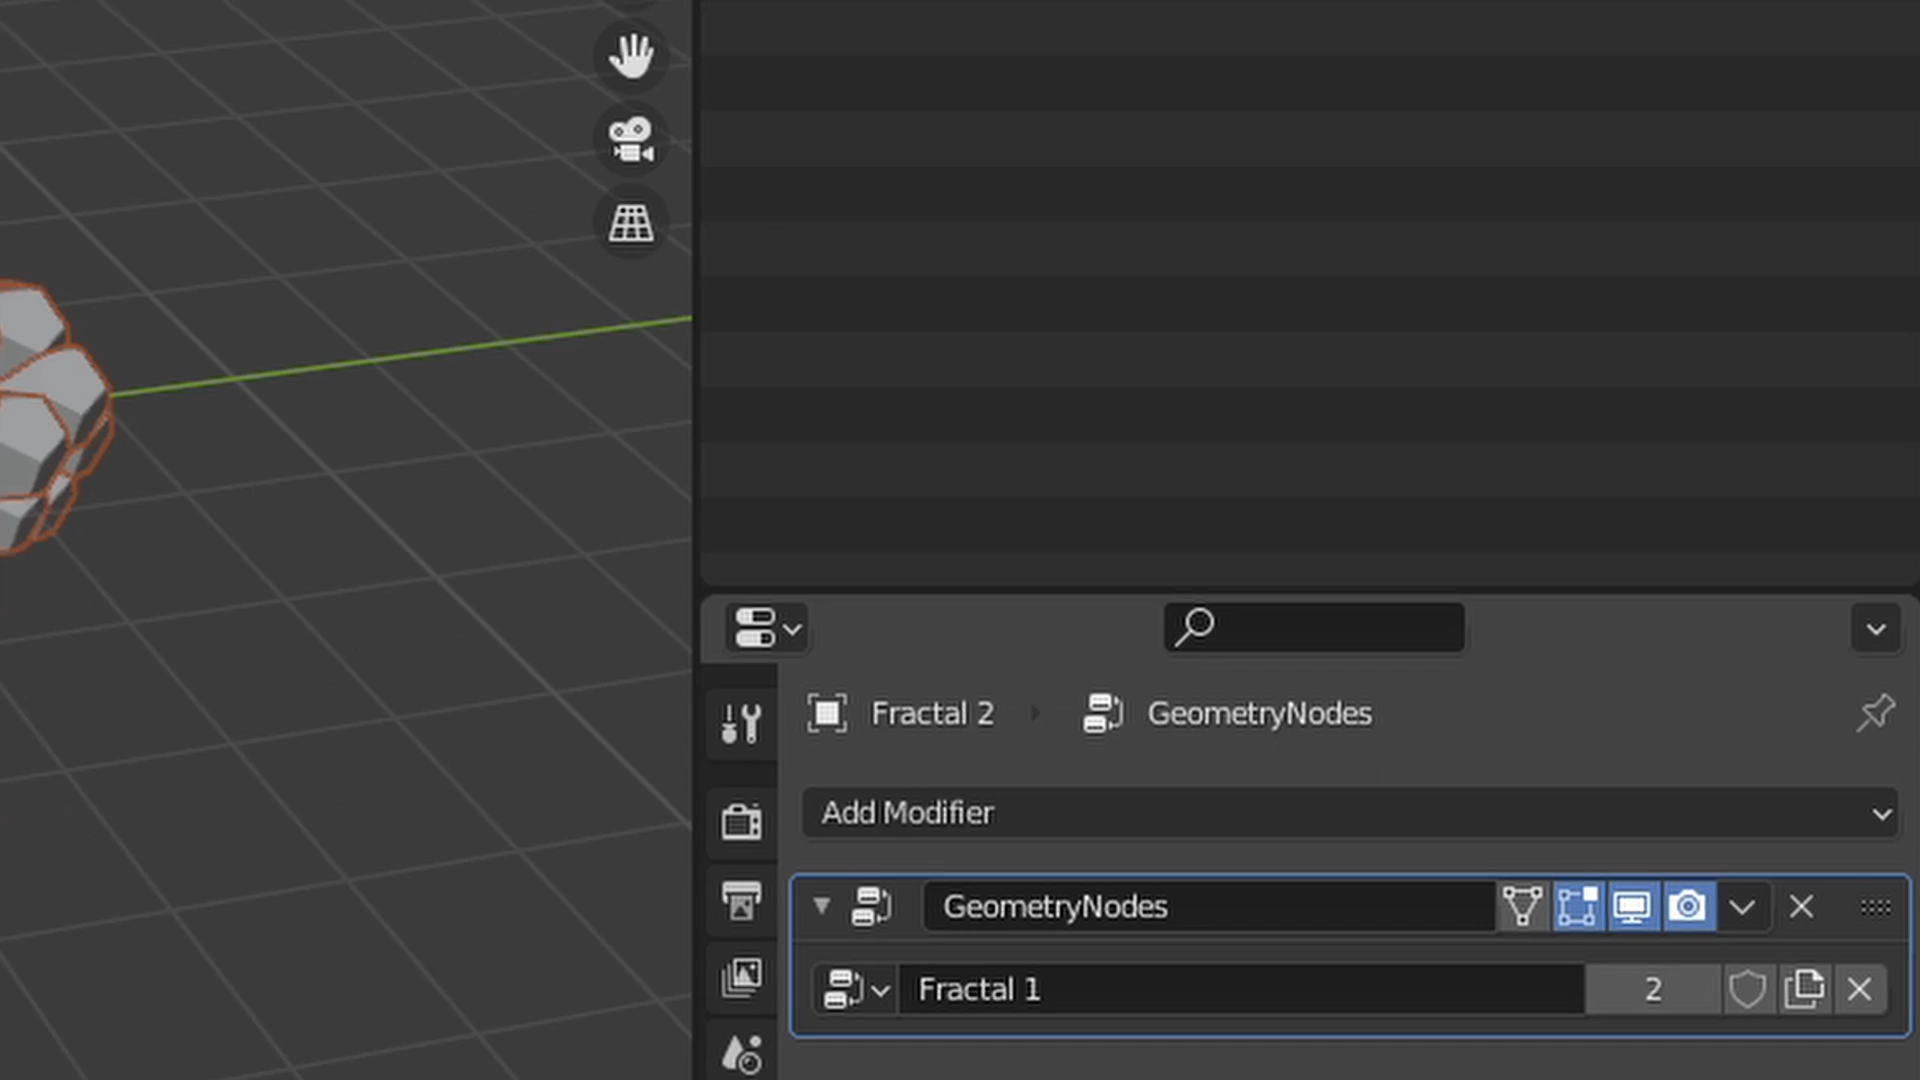 Fractal 2 GeometryNodes
Add Modifier
GeometryNodes
Fractal 1 2